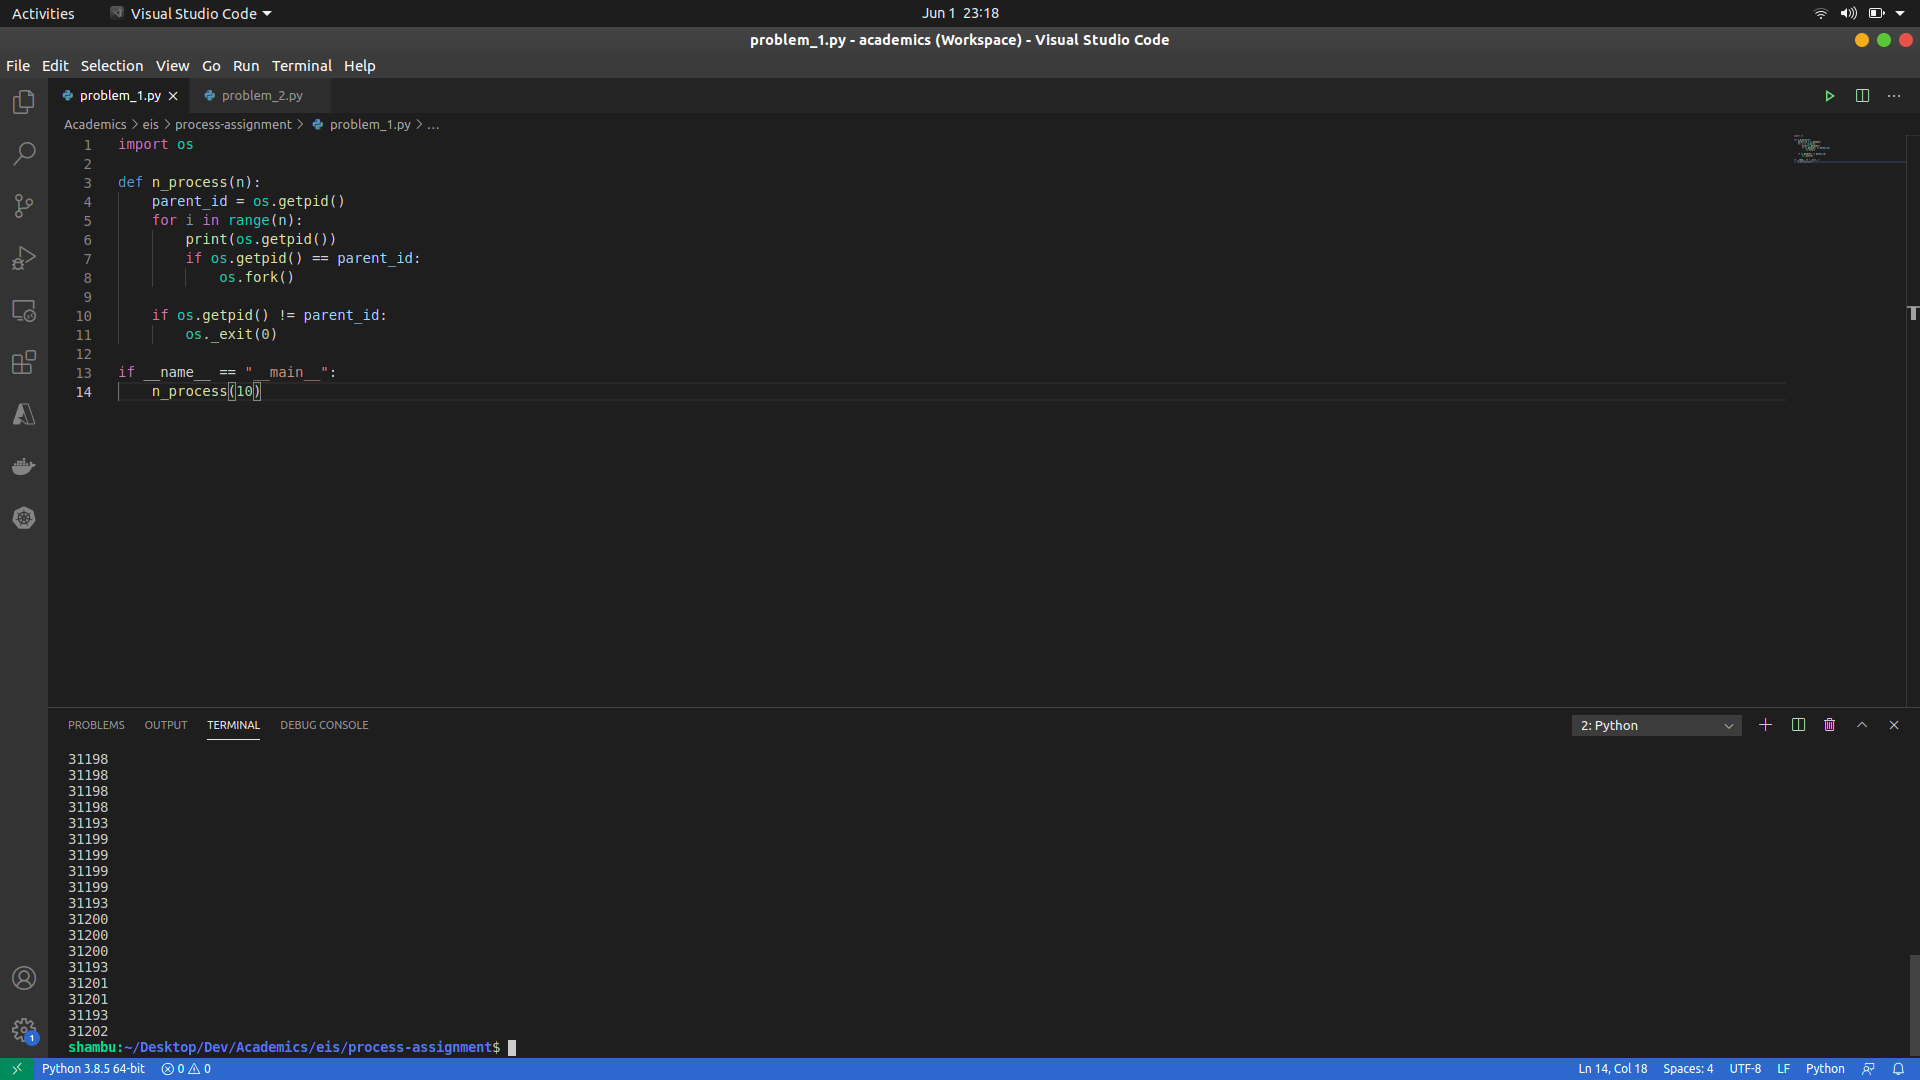 Activities Visual Studio Code Jun 1 23:18
problem_1.py - academics (Workspace) - Visual Studio Code
File Edit Selection View Go Run Terminal Help
problem_1.py problem_2.py
Academics > eis > process-assignment > problem_1.py > ...
1 import os
2
3 def n_process(n):
4     parent_id = os.getpid()
5     for i in range(n):
6         print(os.getpid())
7         if os.getpid() == parent_id:
8             os.fork()
9
10     if os.getpid() != parent_id:
11         os._exit(0)
12
13 if __name__ == "__main__":
14     n_process(10)
PROBLEMS OUTPUT TERMINAL DEBUG CONSOLE 2: Python
31198
31198
31198
31198
31193
31199
31199
31199
31199
31193
31200
31200
31200
31193
31201
31201
31193
31202
shambu:~/Desktop/Dev/Academics/eis/process-assignment$
1
Python 3.8.5 64-bit 0 0 Ln 14, Col 18 Spaces: 4 UTF-8 LF Python